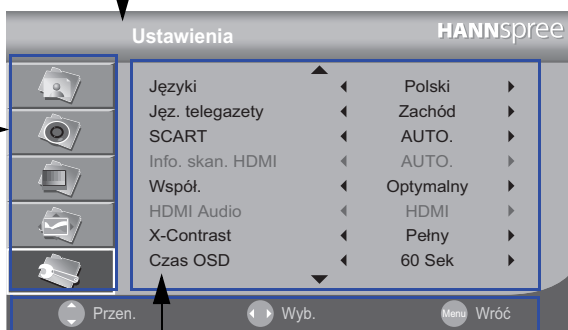 Ustawienia HANNspree
Języki Polski
Jęz. telegazety Zachód
SCART AUTO.
Info. skan. HDMI AUTO.
Współ. Optymalny
HDMI Audio HDMI
X-Contrast Pełny
Czas OSD 60 Sek
Przen. Wyb. Menu Wróć